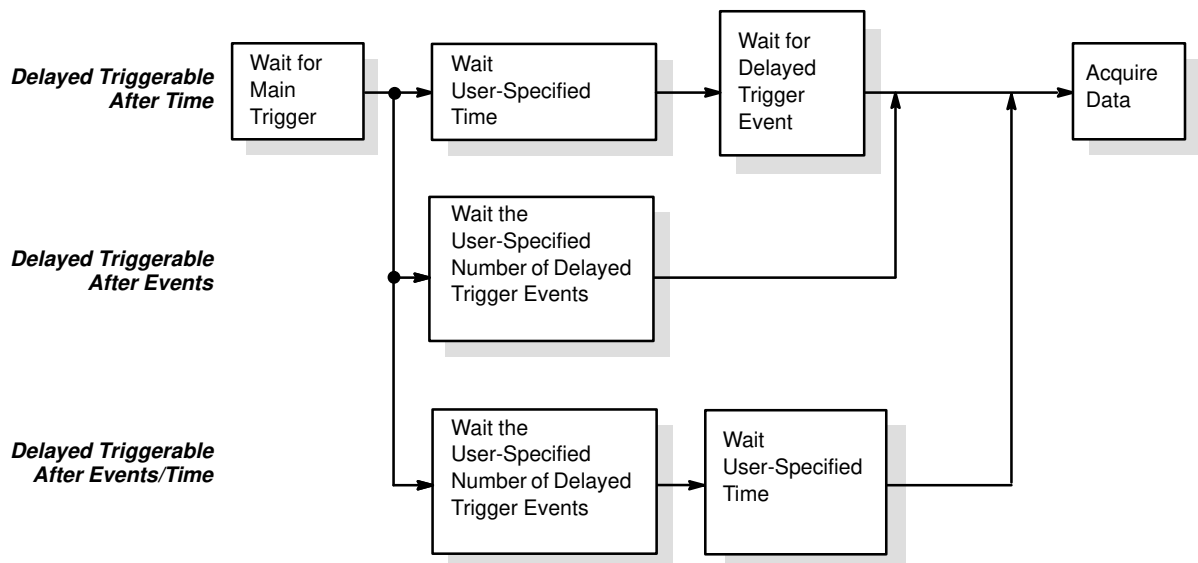 Delayed Triggerable
After Time
Wait for
Main
Trigger
Wait
User-Specified
Time
Wait for
Delayed
Trigger
Event
Acquire
Data
Delayed Triggerable
After Events
Wait the
User-Specified
Number of Delayed
Trigger Events
Delayed Triggerable
After Events/Time
Wait the
User-Specified
Number of Delayed
Trigger Events
Wait
User-Specified
Time